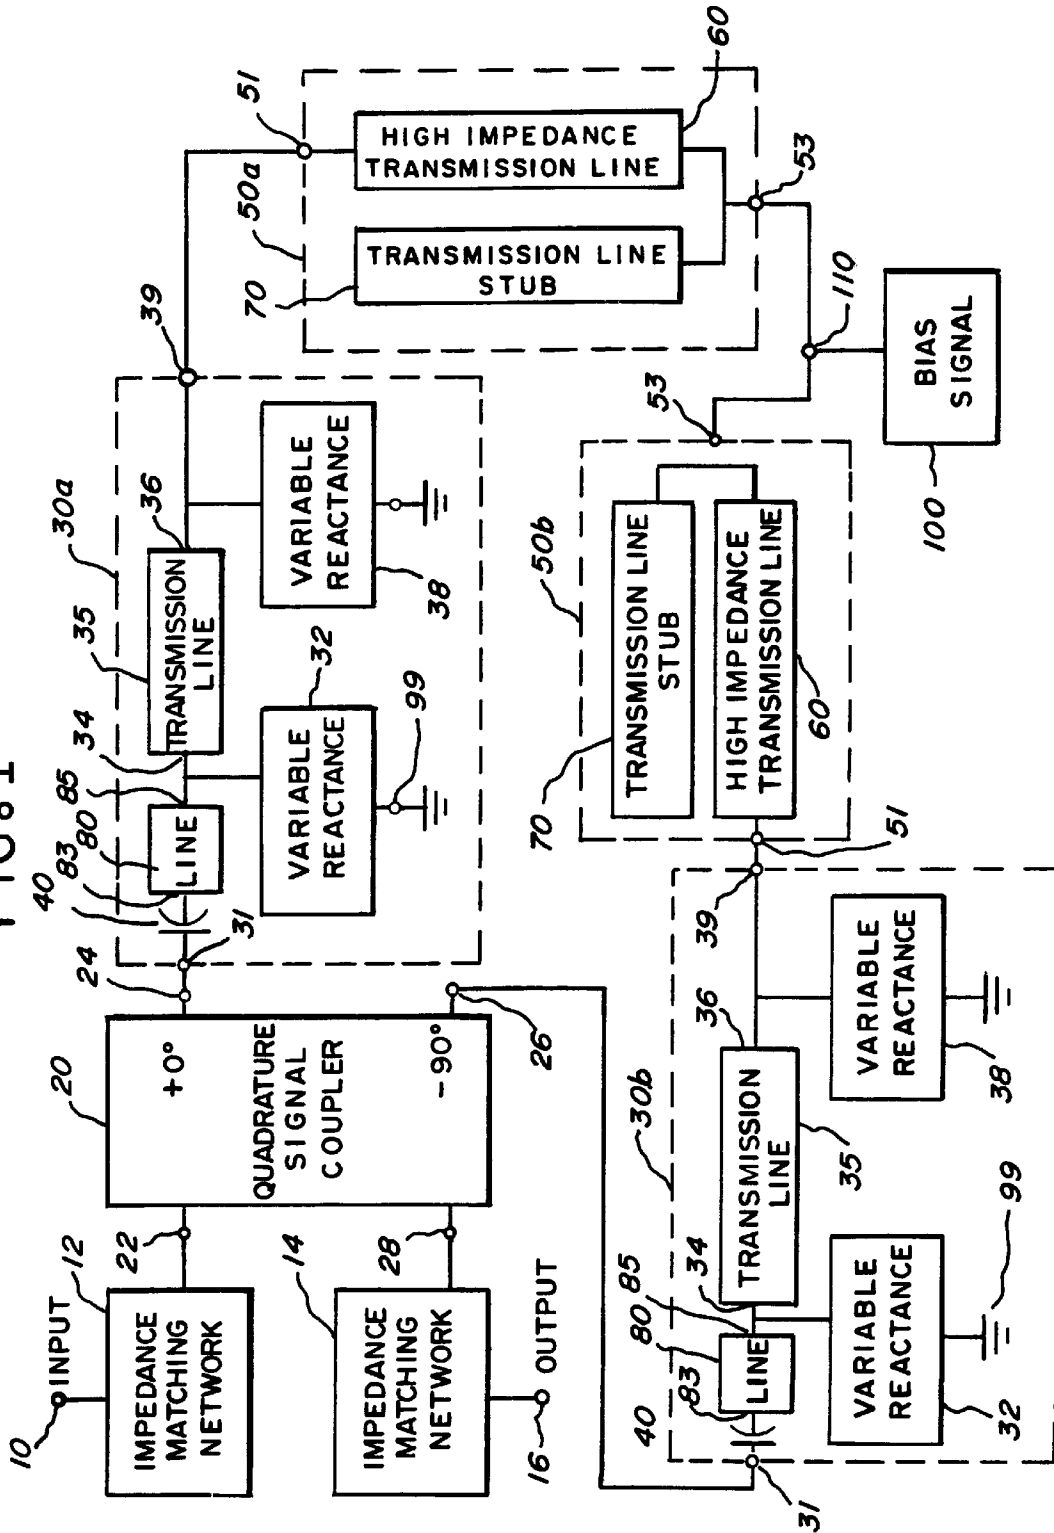 10
INPUT
12
IMPEDANCE
MATCHING
NETWORK
22
14
IMPEDANCE
MATCHING
NETWORK
28
16
OUTPUT
20
+0°
QUADRATURE
SIGNAL
COUPLER
-90°
24
26
31
40
83
80
LINE
85
34
35
TRANSMISSION
LINE
36
30a
39
VARIABLE
REACTANCE
32
99
VARIABLE
REACTANCE
38
51
50a
HIGH IMPEDANCE
TRANSMISSION LINE
60
70
TRANSMISSION LINE
STUB
53
110
BIAS
SIGNAL
100
53
50b
70
TRANSMISSION LINE
STUB
HIGH IMPEDANCE
TRANSMISSION LINE
60
51
39
30b
31
40
83
80
LINE
85
34
TRANSMISSION
LINE
35
36
VARIABLE
REACTANCE
32
99
VARIABLE
REACTANCE
38